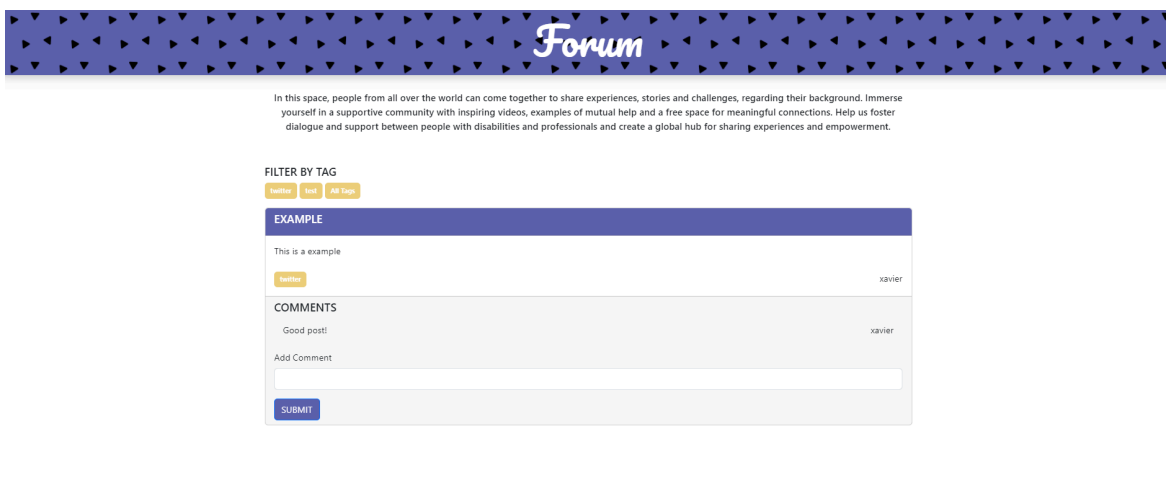 Forum
In this space, people from all over the world can come together to share experiences, stories and challenges, regarding their background. Immerse
yourself in a supportive community with inspiring videos, examples of mutual help and a free space for meaningful connections. Help us foster
dialogue and support between people with disabilities and professionals and create a global hub for sharing experiences and empowerment.
FILTER BY TAG
twitter test All Tags
EXAMPLE
This is a example
twitter xavier
COMMENTS
Good post! xavier
Add Comment
SUBMIT